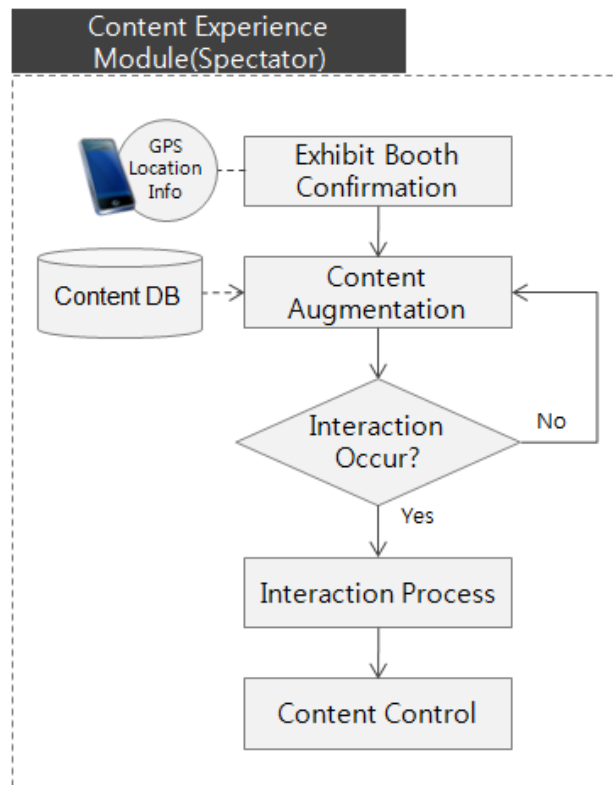 Content Experience
Module(Spectator)
GPS
Location
Info
Exhibit Booth
Confirmation
Content DB
Content
Augmentation
Interaction
Occur?
No
Yes
Interaction Process
Content Control